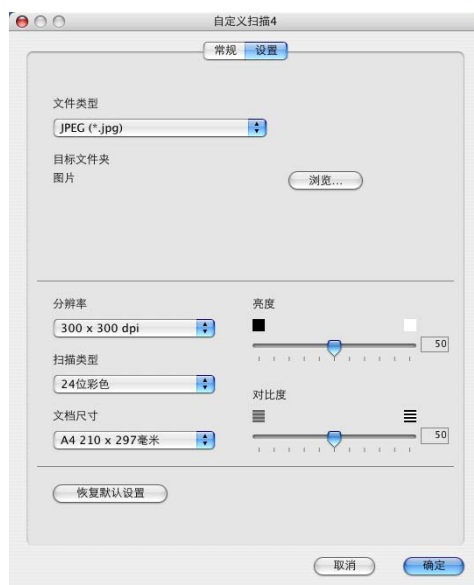 自定义扫描4
常规 设置
文件类型
JPEG (*.jpg)
目标文件夹
图片
浏览...
分辨率
300 x 300 dpi
扫描类型
24位彩色
文档尺寸
A4 210 x 297毫米
亮度
50
对比度
50
恢复默认设置
取消 确定